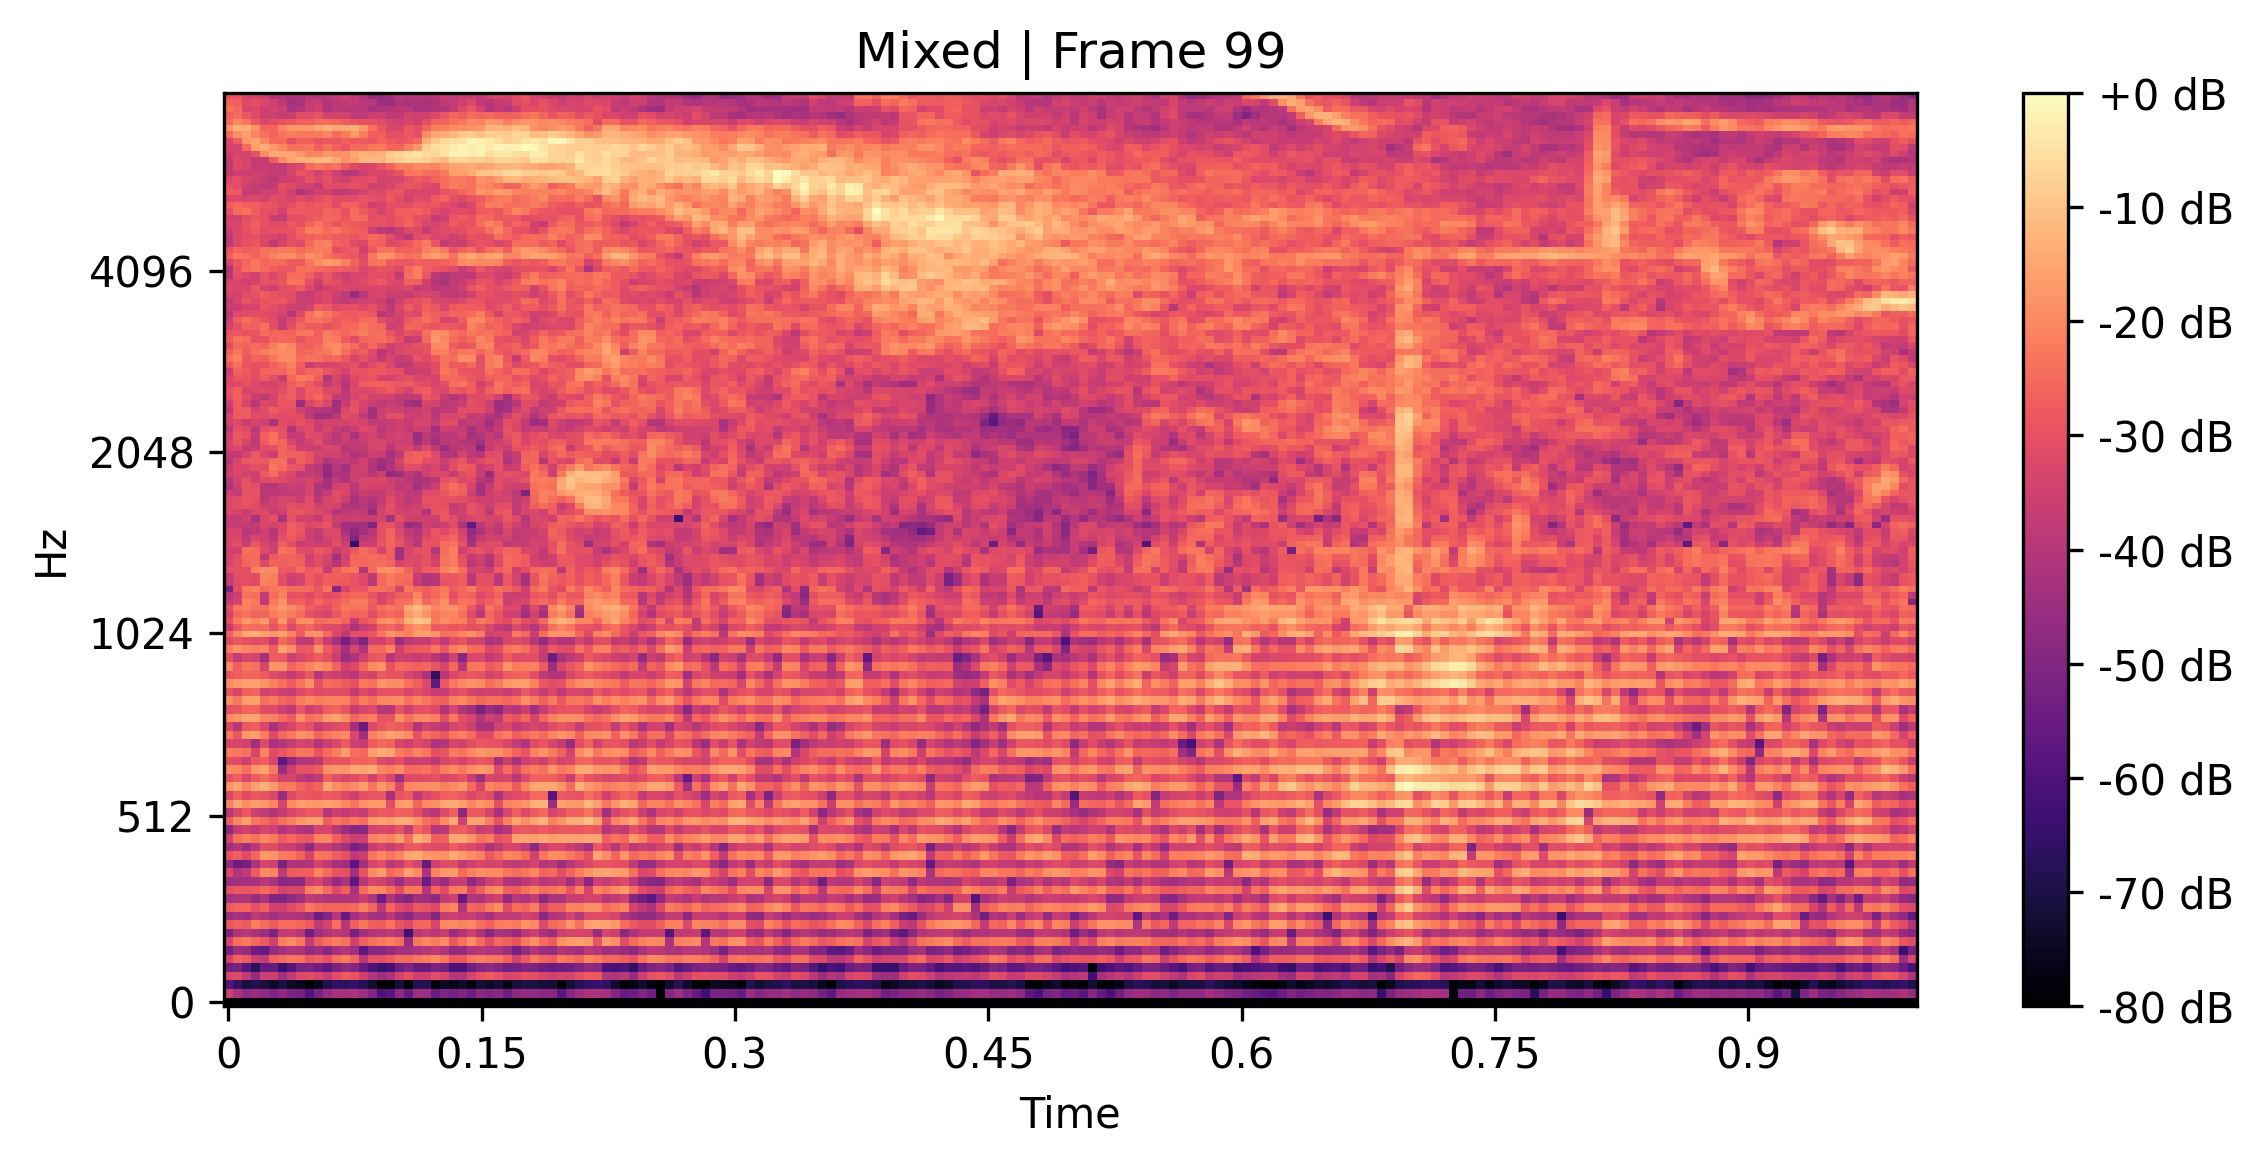 Mixed | Frame 99
Hz
4096
2048
1024
512
0
0 0.15 0.3 0.45 0.6 0.75 0.9
Time
+0 dB
-10 dB
-20 dB
-30 dB
-40 dB
-50 dB
-60 dB
-70 dB
-80 dB